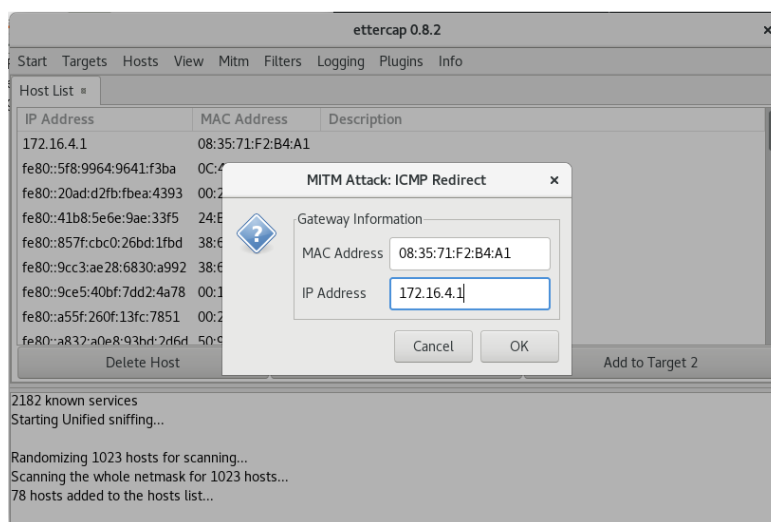 ettercap 0.8.2
Start Targets Hosts View Mitm Filters Logging Plugins Info
Host List
IP Address MAC Address Description
172.16.4.1 08:35:71:F2:B4:A1
fe80::5f8:9964:9641:f3ba
fe80::20ad:d2fb:fbea:4393
fe80::41b8:5e6e:9ae:33f5
fe80::857f:cbc0:26bd:1fbd
fe80::9cc3:ae28:6830:a992
fe80::9ce5:40bf:7dd2:4a78
fe80::a55f:260f:13fc:7851
fe80::a832:a0e8:93bd:2d6d
Delete Host
Add to Target 2
MITM Attack: ICMP Redirect
Gateway Information
MAC Address 08:35:71:F2:B4:A1
IP Address 172.16.4.1
Cancel OK
2182 known services
Starting Unified sniffing...
Randomizing 1023 hosts for scanning...
Scanning the whole netmask for 1023 hosts...
78 hosts added to the hosts list...